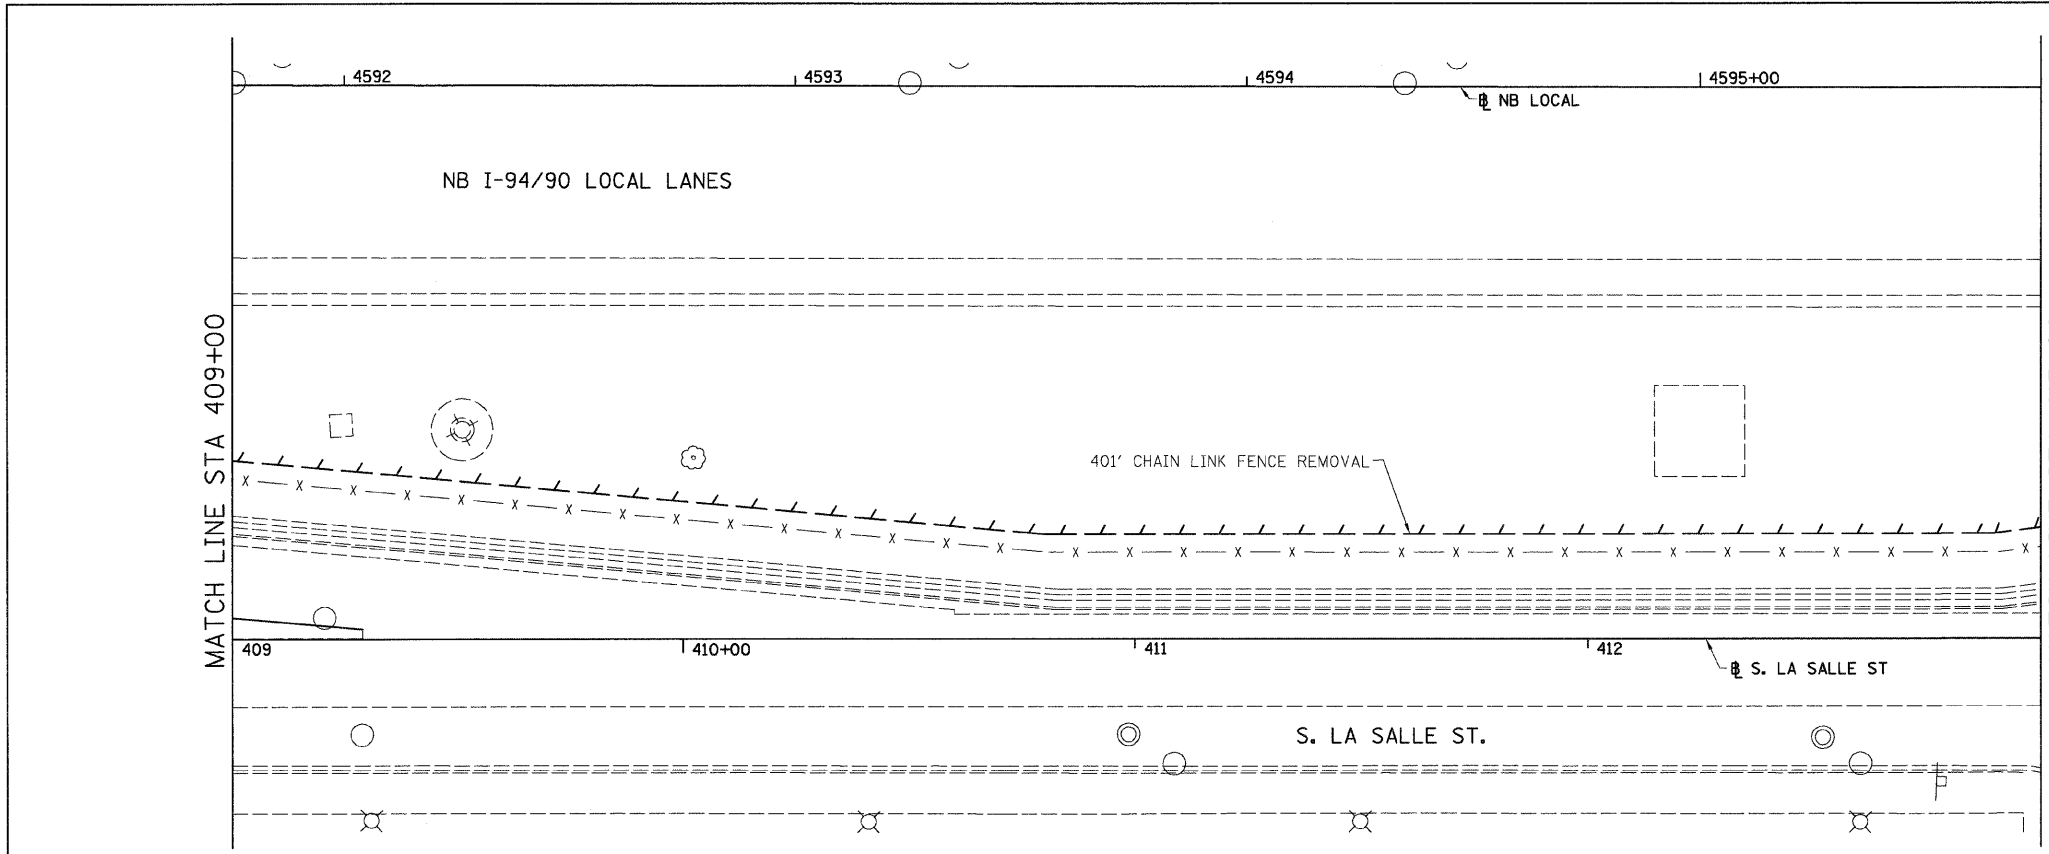 4592
4593
4594
4595+00
℄ NB LOCAL
NB I-94/90 LOCAL LANES
MATCH LINE STA 409+00
401' CHAIN LINK FENCE REMOVAL
409
410+00
411
412
℄ S. LA SALLE ST
S. LA SALLE ST.